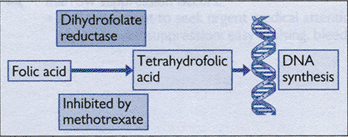 Dihydrofolate
reductase
Folic acid
Tetrahydrofolic
acid
DNA
synthesis
Inhibited by
methotrexate